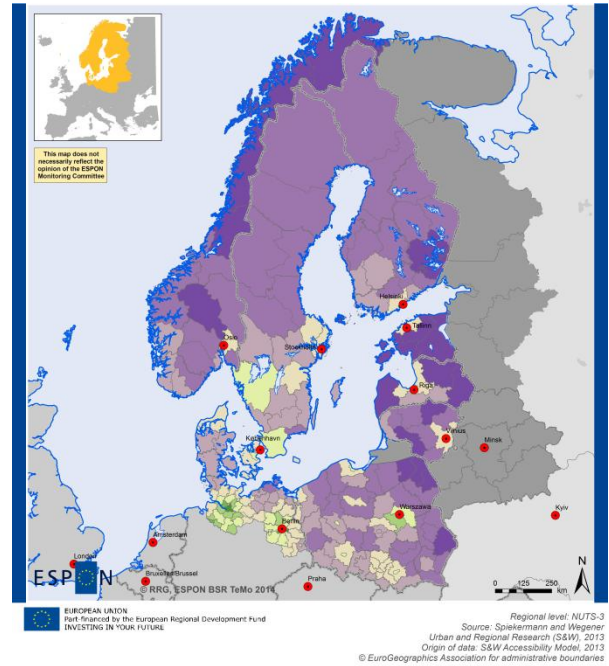 This map does not
necessarily reflect the
opinion of the ESPON
Monitoring Committee
Oslo
Helsinki
Tallinn
Riga
København
Vilnius
Minsk
Berlin
Warszawa
Kyiv
Amsterdam
London
Bruxelles/Brussel
Praha
ESPON
© RRG, ESPON BSR TeMo 2014
N
0 125 250
km
EUROPEAN UNION
Part-financed by the European Regional Development Fund
INVESTING IN YOUR FUTURE
Regional level: NUTS-3
Source: Spiekermann and Wegener
Urban and Regional Research (S&W), 2013
Origin of data: S&W Accessibility Model, 2013
© EuroGeographics Association for administrative boundaries